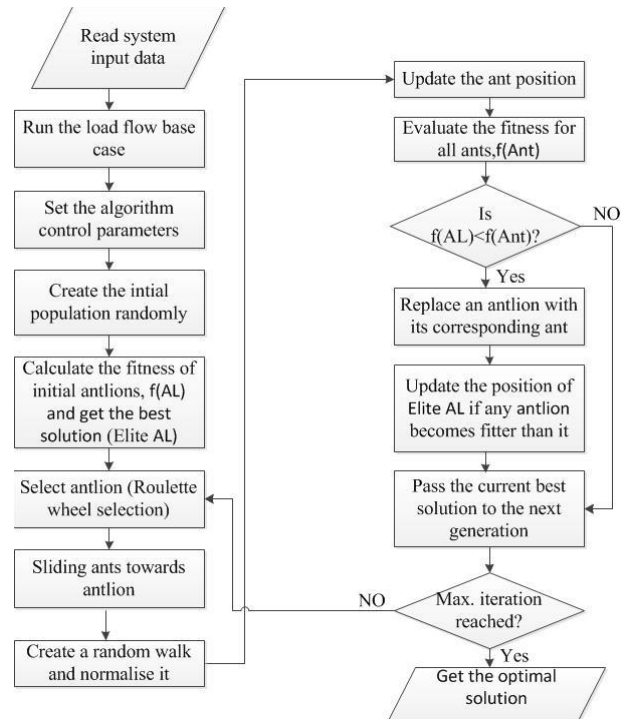 Read system
input data
Run the load flow base
case
Set the algorithm
control parameters
Create the intial
population randomly
Calculate the fitness of
initial antlions, f(AL)
and get the best
solution (Elite AL)
Select antlion (Roulette
wheel selection)
Sliding ants towards
antlion
Create a random walk
and normalise it
Update the ant position
Evaluate the fitness for
all ants,f(Ant)
Is
f(AL)<f(Ant)?
NO
Yes
Replace an antlion with
its corresponding ant
Update the position of
Elite AL if any antlion
becomes fitter than it
Pass the current best
solution to the next
generation
Max. iteration
reached?
NO
Yes
Get the optimal
solution